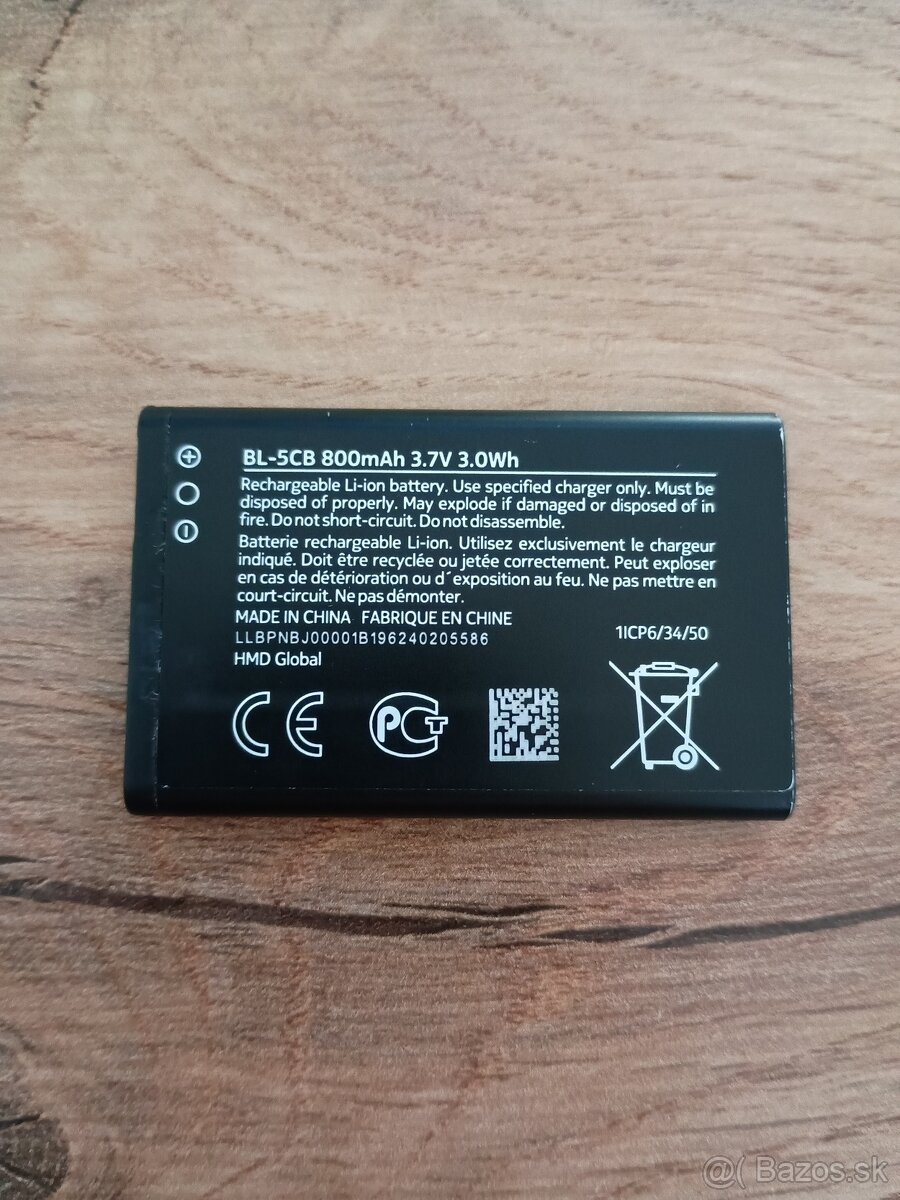 BL-5CB 800mAh 3.7V 3.0Wh
Rechargeable Li-ion battery. Use specified charger only. Must be
disposed of properly. May explode if damaged or disposed of in
fire. Do not short-circuit. Do not disassemble.
Batterie rechargeable Li-ion. Utilisez exclusivement le chargeur
indiqué. Doit être recyclée ou jetée correctement. Peut exploser
en cas de détérioration ou d´exposition au feu. Ne pas mettre en
court-circuit. Ne pas démonter.
MADE IN CHINA FABRIQUE EN CHINE
LLBPNBJ00001B196240205586
1ICP6/34/50
HMD Global
CE
PCT
@( Bazos.sk